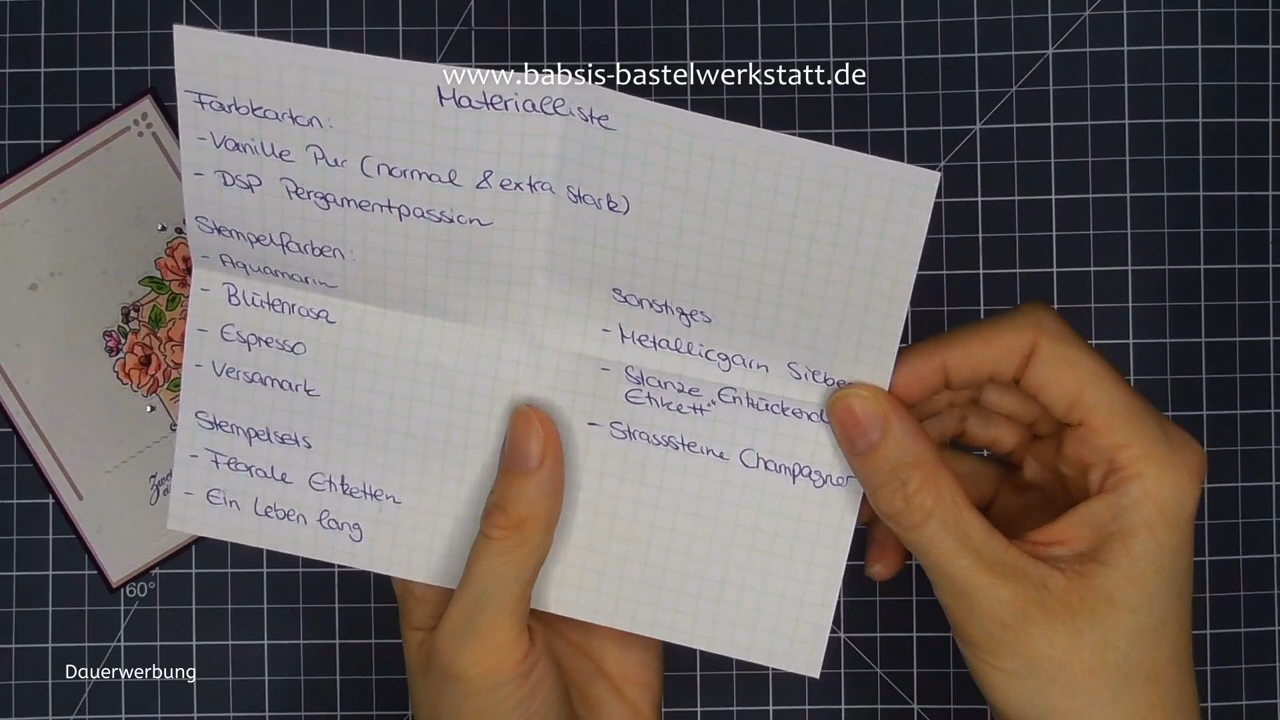 www.babsis-bastelwerkstatt.de
Materialliste
Farbkarton:
- Vanille Pur (normal & extra stark)
- DSP Pergamentpassion
Stempelfarben:
- Aquamarin
- Blütenrosa
- Espresso
- Versamark
Stempelsets
- Florale Etiketten
- Ein Leben lang
Sonstiges
- Metallicgarn
- Stanze „Entzückend
Etikett"
- Strasssteine Champagner
60°
Dauerwerbung